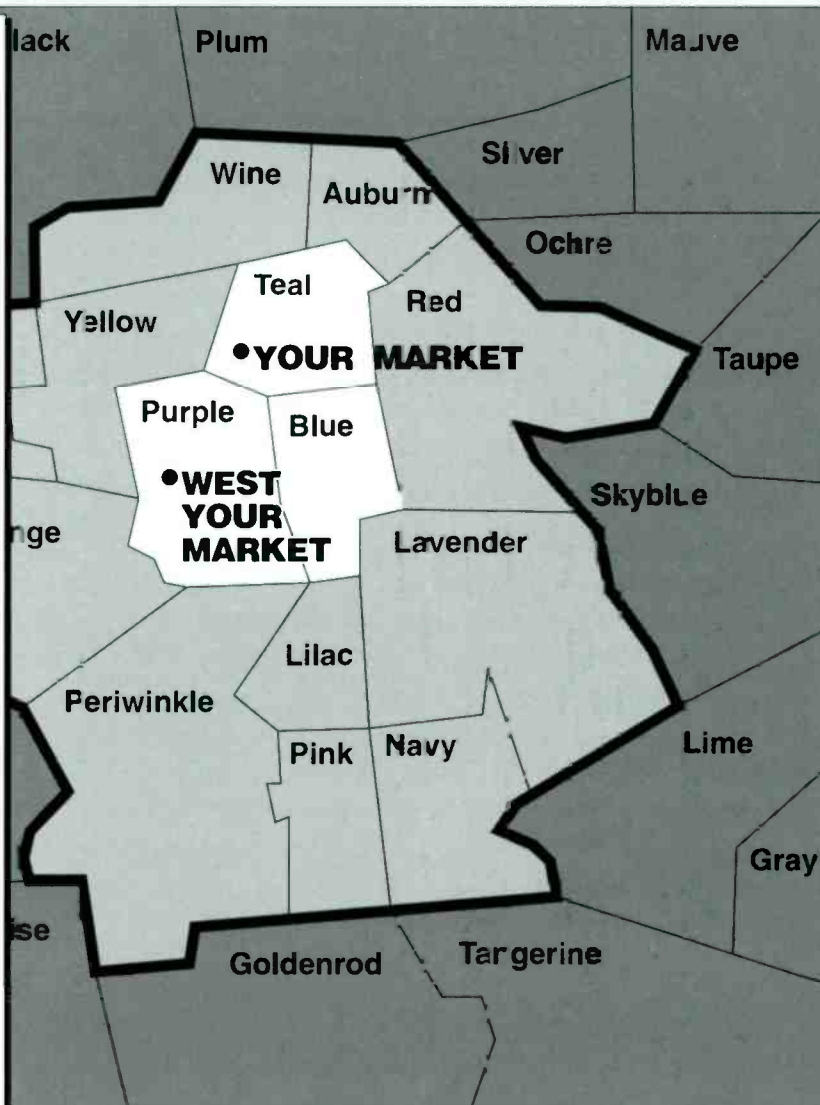 lack
Plum
Mauve
Wine
Silver
Auburn
Ochre
Teal
Red
Yellow
YOUR MARKET
Taupe
Purple
Blue
WEST
YOUR
MARKET
Skyblue
nge
Lavender
Lilac
Periwinkle
Pink
Navy
Lime
Gray
ise
Goldenrod
Tangerine